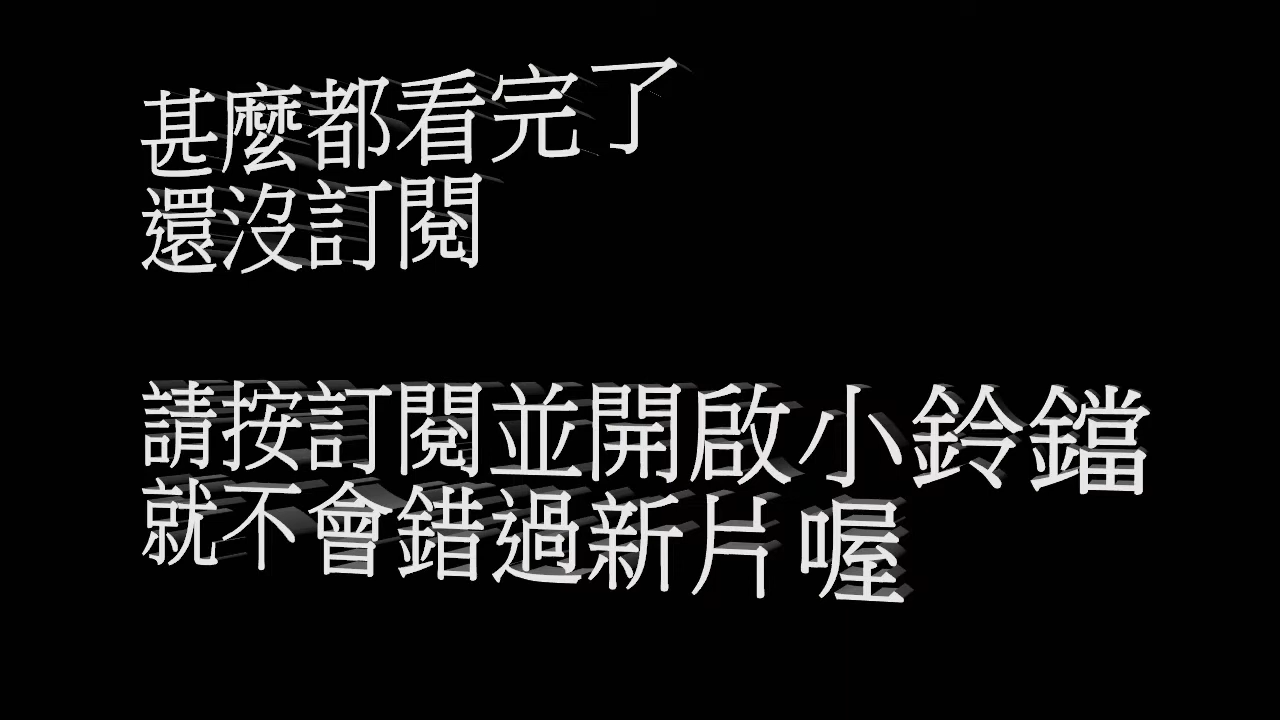 甚麼都看完了
還沒訂閱
請按訂閱並開啟小鈴鐺
就不會錯過新片喔